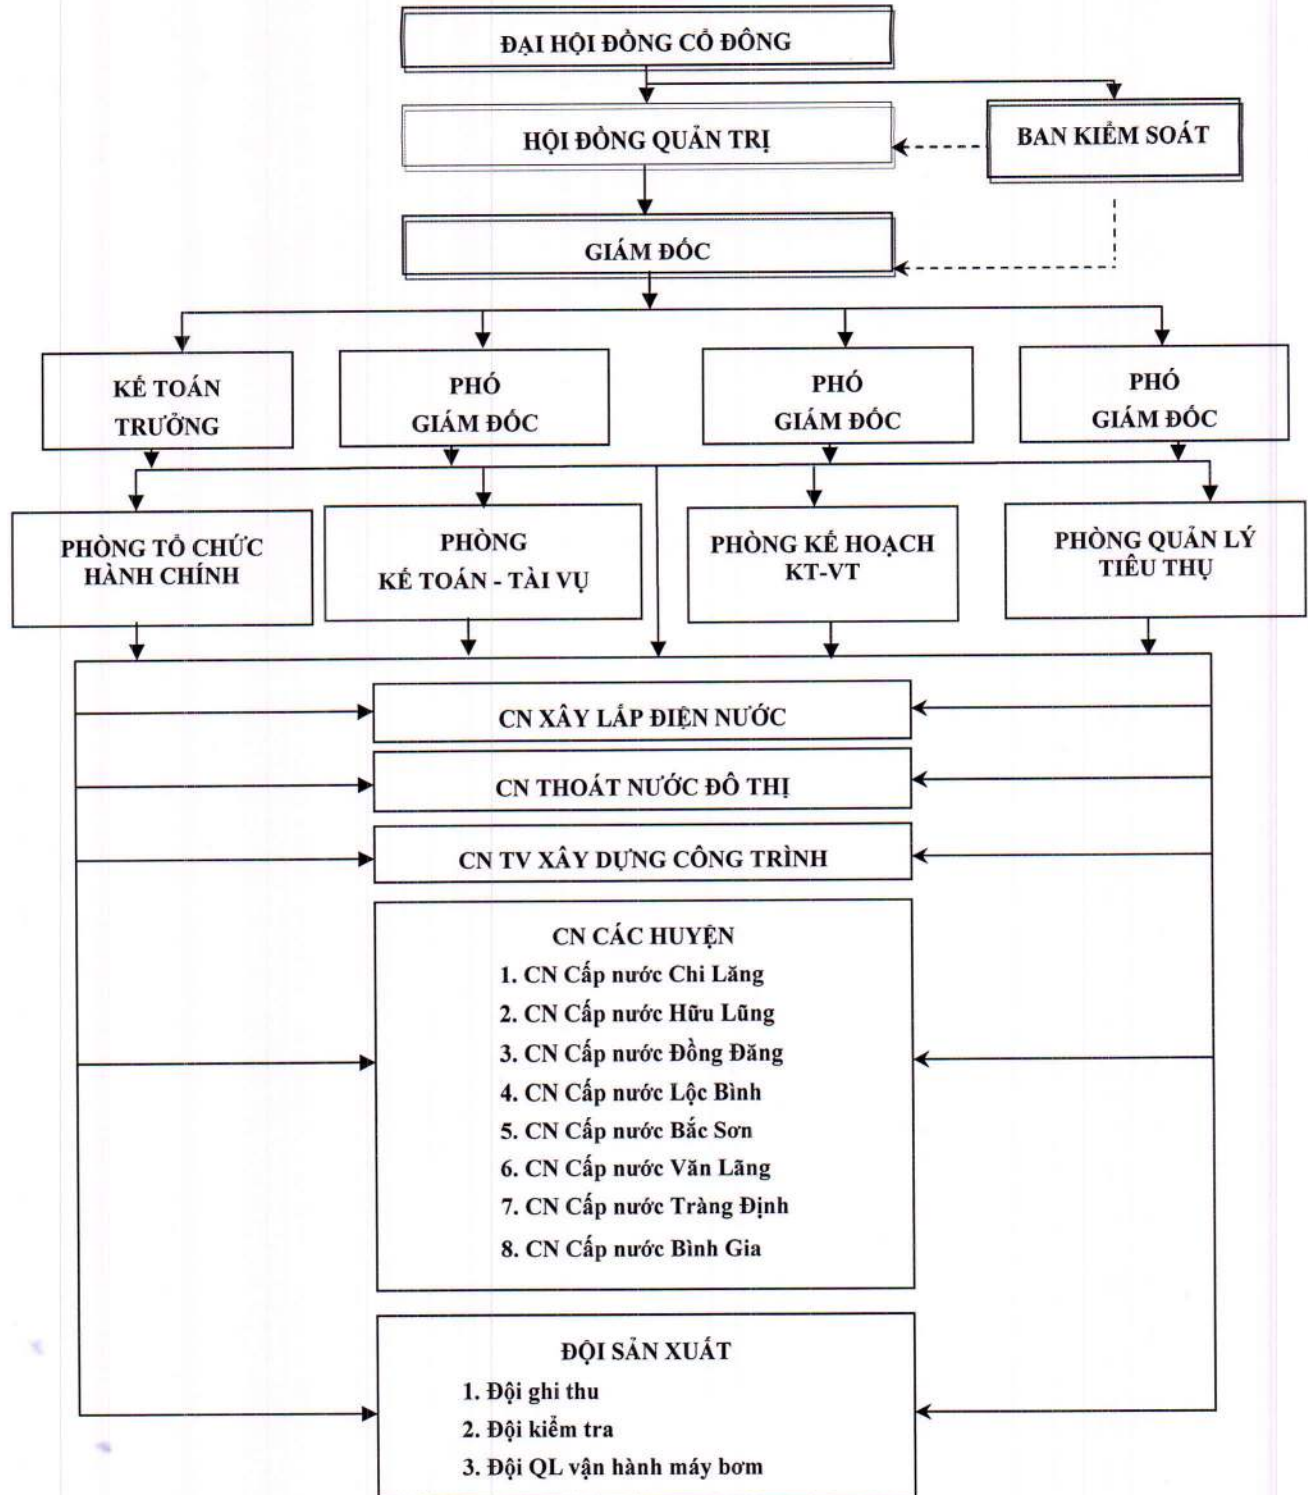 ĐẠI HỘI ĐỒNG CỔ ĐÔNG
HỘI ĐỒNG QUẢN TRỊ
BAN KIỂM SOÁT
GIÁM ĐỐC
KẾ TOÁN
TRƯỞNG
PHÓ
GIÁM ĐỐC
PHÓ
GIÁM ĐỐC
PHÓ
GIÁM ĐỐC
PHÒNG TỔ CHỨC
HÀNH CHÍNH
PHÒNG
KẾ TOÁN - TÀI VỤ
PHÒNG KẾ HOẠCH
KT-VT
PHÒNG QUẢN LÝ
TIÊU THỤ
CN XÂY LẮP ĐIỆN NƯỚC
CN THOÁT NƯỚC ĐÔ THỊ
CN TV XÂY DỰNG CÔNG TRÌNH
CN CÁC HUYỆN
1. CN Cấp nước Chi Lăng
2. CN Cấp nước Hữu Lũng
3. CN Cấp nước Đồng Đăng
4. CN Cấp nước Lộc Bình
5. CN Cấp nước Bắc Sơn
6. CN Cấp nước Văn Lãng
7. CN Cấp nước Tràng Định
8. CN Cấp nước Bình Gia
ĐỘI SẢN XUẤT
1. Đội ghi thu
2. Đội kiểm tra
3. Đội QL vận hành máy bơm